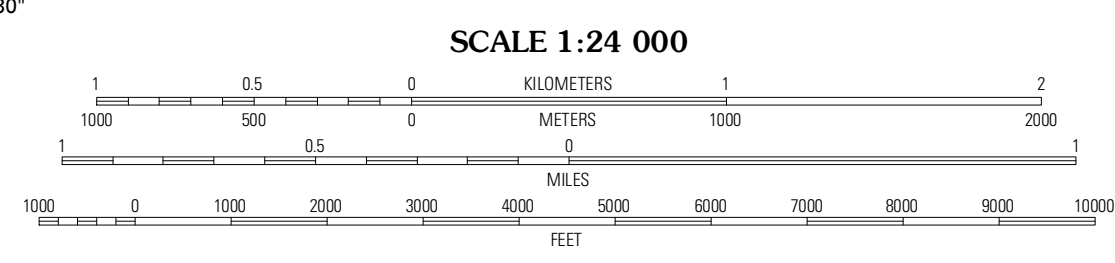 30"
SCALE 1:24 000
1 0.5 0 KILOMETERS 1 2
1000 500 0 METERS 1000 2000
1 0.5 0 1
MILES
1000 0 1000 2000 3000 4000 5000 6000 7000 8000 9000 10000
FEET